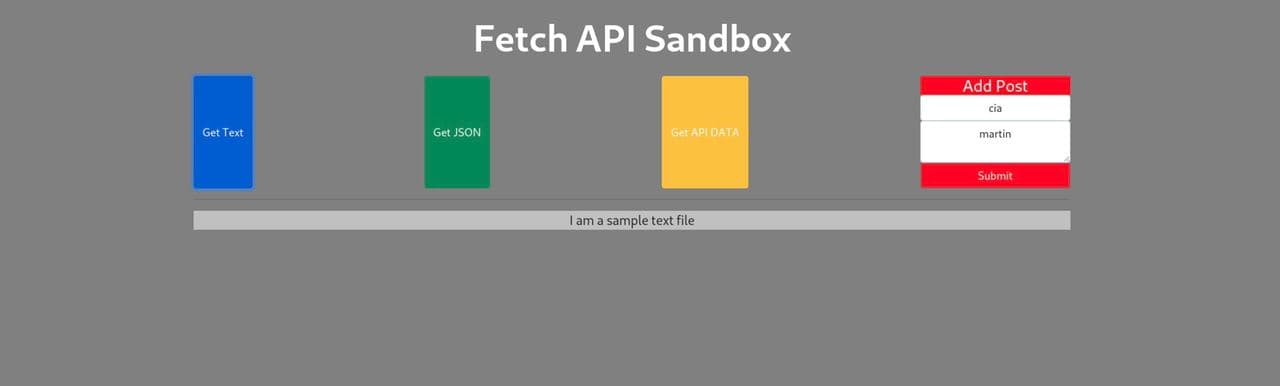 Fetch API Sandbox
Get Text
Get JSON
Get API DATA
Add Post
cia
martin
Submit
I am a sample text file